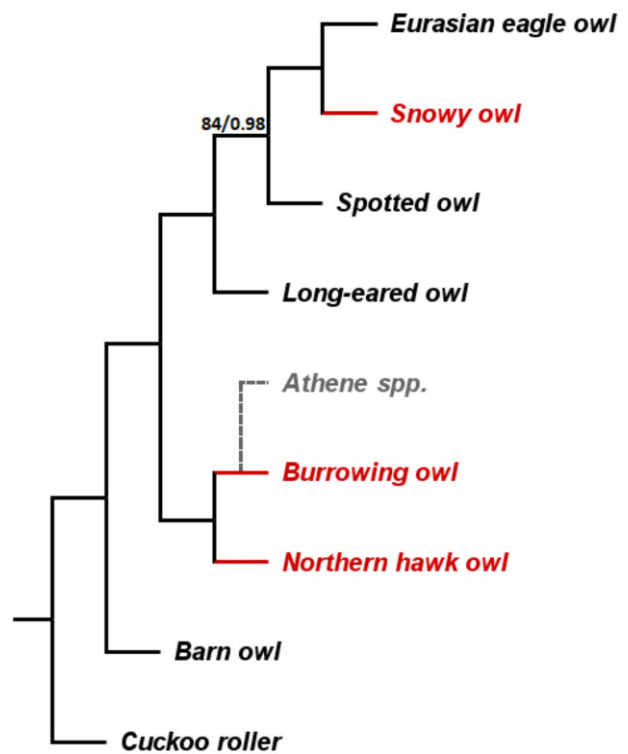 Eurasian eagle owl
Snowy owl
84/0.98
Spotted owl
Long-eared owl
Athene spp.
Burrowing owl
Northern hawk owl
Barn owl
Cuckoo roller